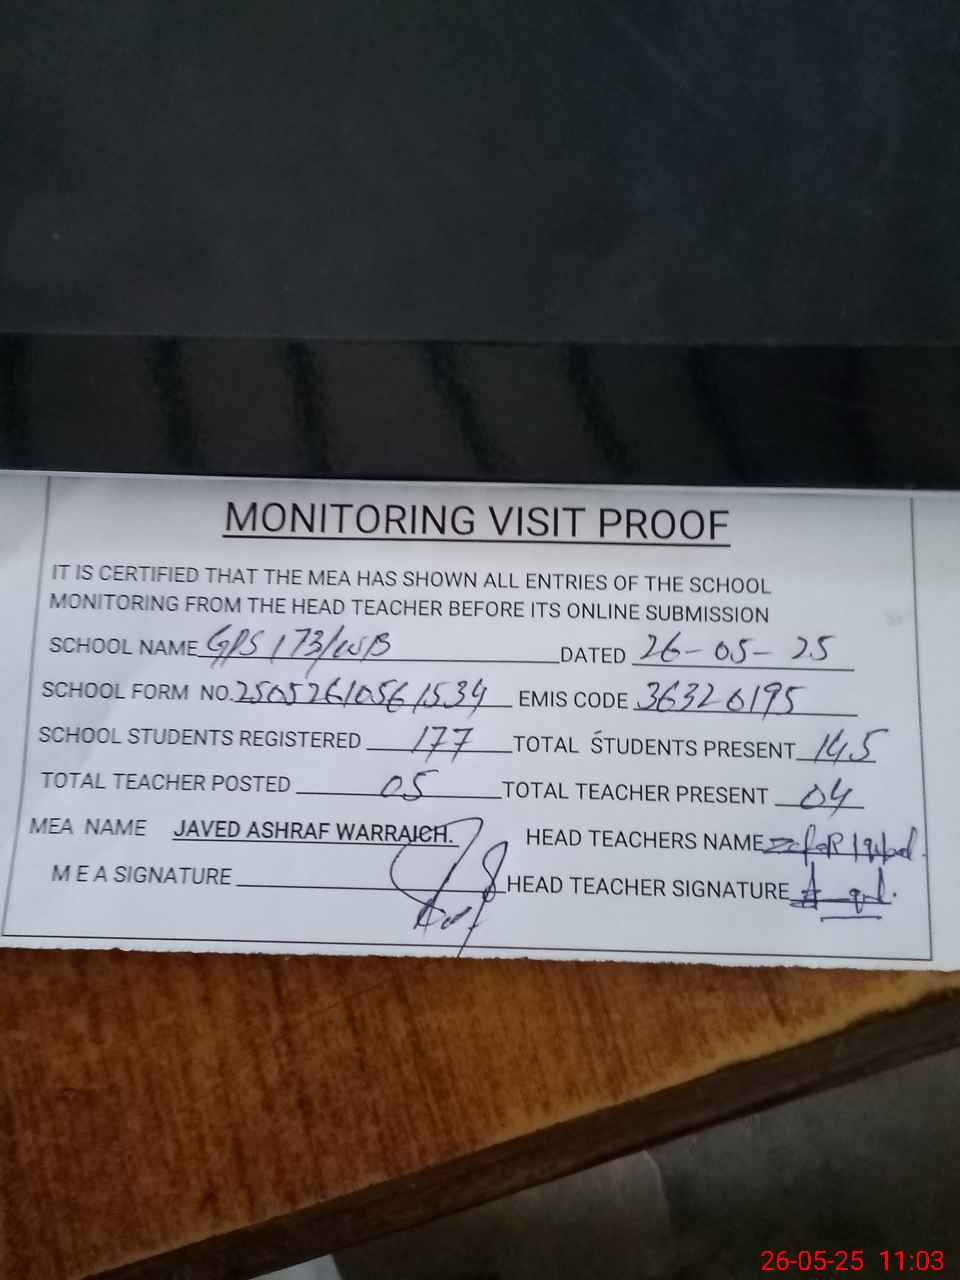 MONITORING VISIT PROOF
IT IS CERTIFIED THAT THE MEA HAS SHOWN ALL ENTRIES OF THE SCHOOL
MONITORING FROM THE HEAD TEACHER BEFORE ITS ONLINE SUBMISSION
SCHOOL NAME GPS 173/WB DATED 26-05-25
SCHOOL FORM NO. 25052610561534 EMIS CODE 36320195
SCHOOL STUDENTS REGISTERED 177 TOTAL STUDENTS PRESENT 145
TOTAL TEACHER POSTED 05 TOTAL TEACHER PRESENT 04
MEA NAME JAVED ASHRAF WARRAICH. HEAD TEACHERS NAME ZafaR Iqbal.
M E A SIGNATURE HEAD TEACHER SIGNATURE
26-05-25 11:03